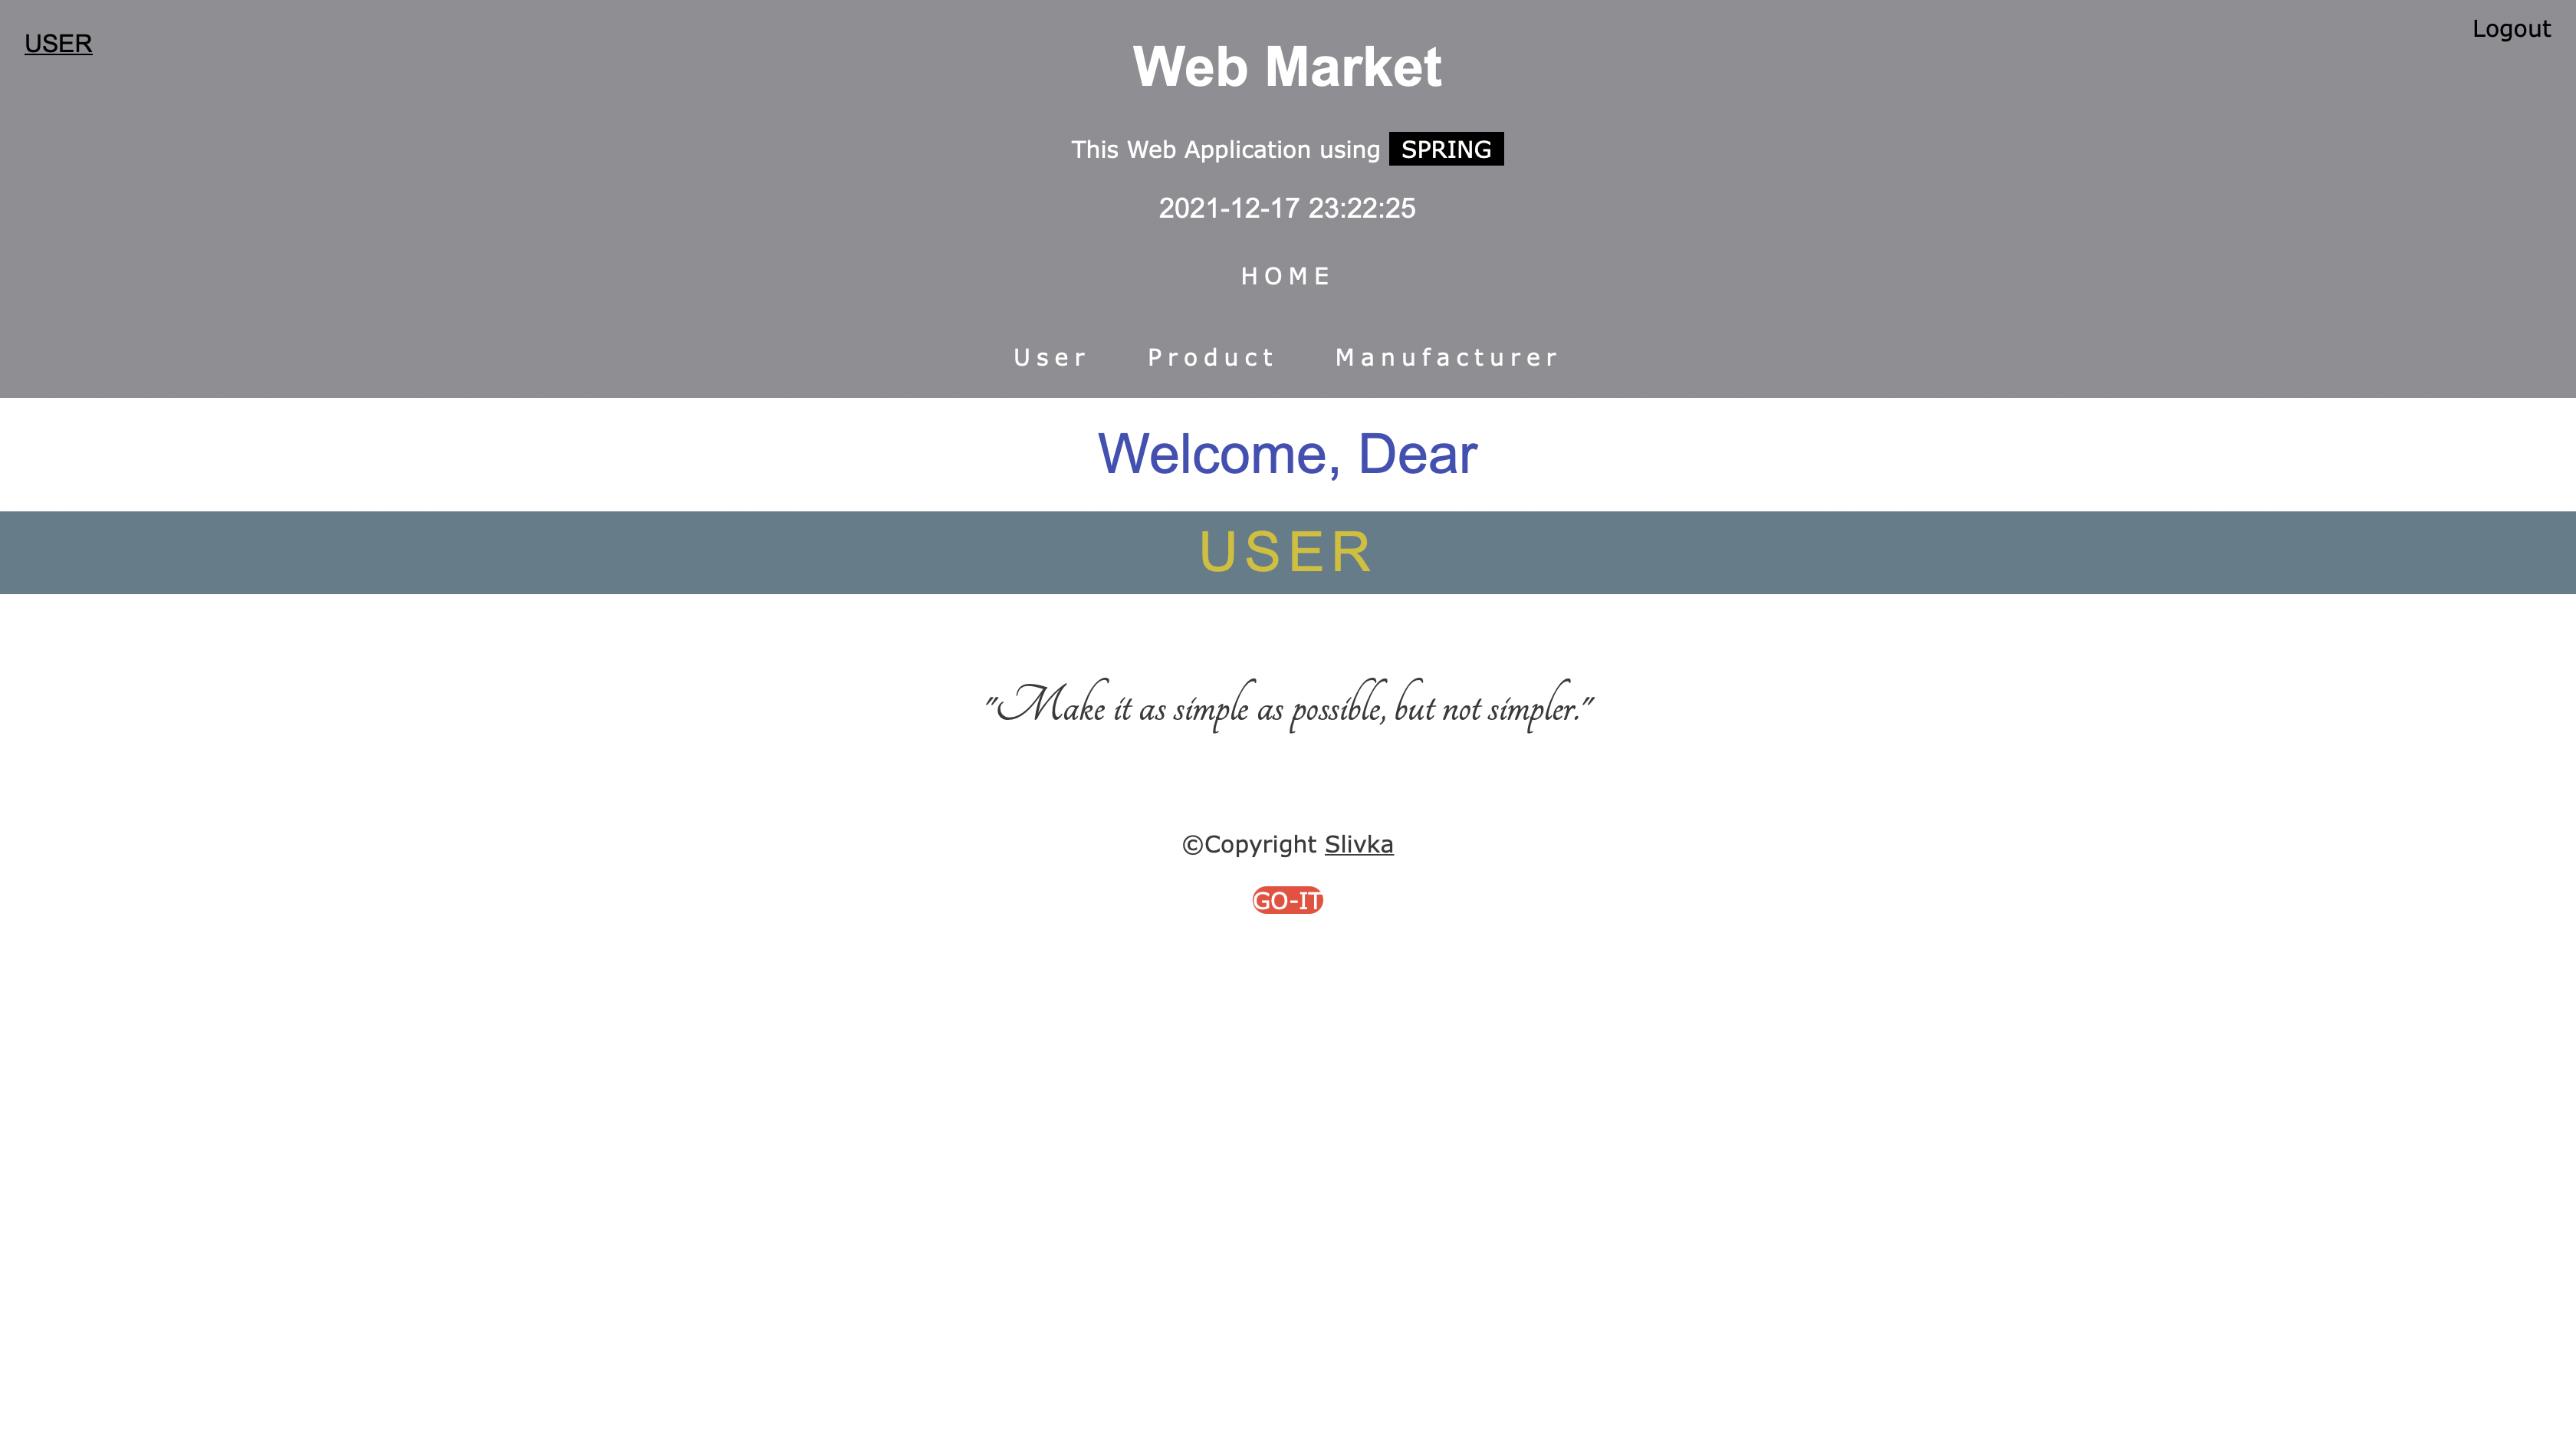 USER
Logout
Web Market
This Web Application using SPRING
2021-12-17 23:22:25
HOME
User Product Manufacturer
Welcome, Dear
USER
"Make it as simple as possible, but not simpler."
©Copyright Slivka
GO-IT